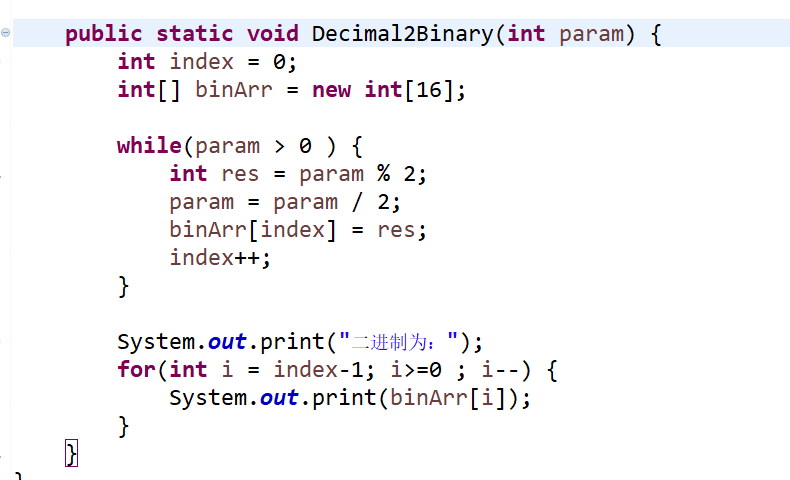 public static void Decimal2Binary(int param) {
int index = 0;
int[] binArr = new int[16];
while(param > 0 ) {
int res = param % 2;
param = param / 2;
binArr[index] = res;
index++;
}
System.out.print("二进制为：");
for(int i = index-1; i>=0 ; i--) {
System.out.print(binArr[i]);
}
}
}